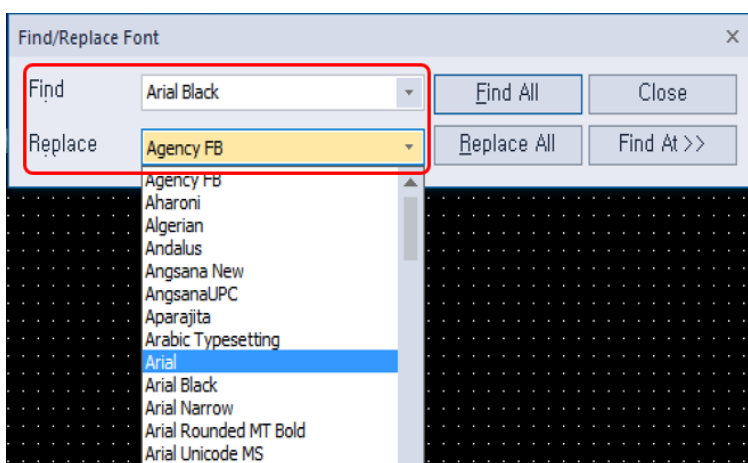 Find/Replace Font
Find Arial Black Find All Close
Replace Agency FB Replace All Find At >>
Agency FB
Aharoni
Algerian
Andalus
Angsana New
AngsanaUPC
Aparajita
Arabic Typesetting
Arial
Arial Black
Arial Narrow
Arial Rounded MT Bold
Arial Unicode MS